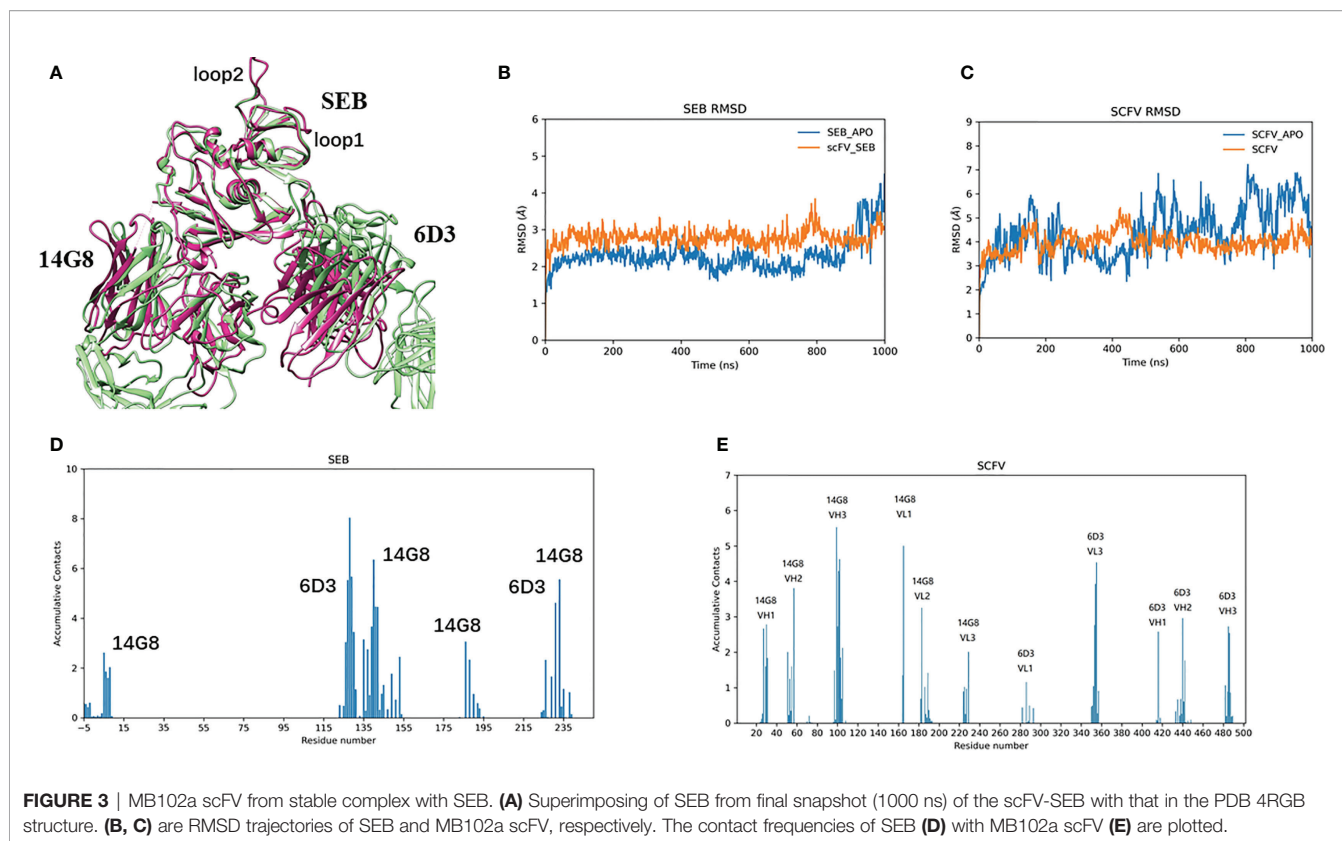 A
loop2
SEB
loop1
14G8
6D3
B
SEB RMSD
SEB_APO
scFV_SEB
RMSD (Å)
6
5
4
3
2
1
0
0 200 400 600 800 1000
Time (ns)
C
SCFV RMSD
SCFV_APO
SCFV
RMSD (Å)
9
8
7
6
5
4
3
2
1
0
0 200 400 600 800 1000
Time (ns)
D
SEB
Accumulative Contacts
10
8
6
4
2
0
14G8
6D3
14G8
14G8
6D3
14G8
−5 15 35 55 75 95 115 135 155 175 195 215 235
Residue number
E
SCFV
Accumulative Contacts
7
6
5
4
3
2
1
0
14G8
VH1
14G8
VH2
14G8
VH3
14G8
VL1
14G8
VL2
14G8
VL3
6D3
VL1
6D3
VL3
6D3
VH1
6D3
VH2
6D3
VH3
20 40 60 80 100 120 140 160 180 200 220 240 260 280 300 320 340 360 380 400 420 440 460 480 500
Residue number
FIGURE 3 | MB102a scFV from stable complex with SEB. (A) Superimposing of SEB from final snapshot (1000 ns) of the scFV-SEB with that in the PDB 4RGB
structure. (B, C) are RMSD trajectories of SEB and MB102a scFV, respectively. The contact frequencies of SEB (D) with MB102a scFV (E) are plotted.